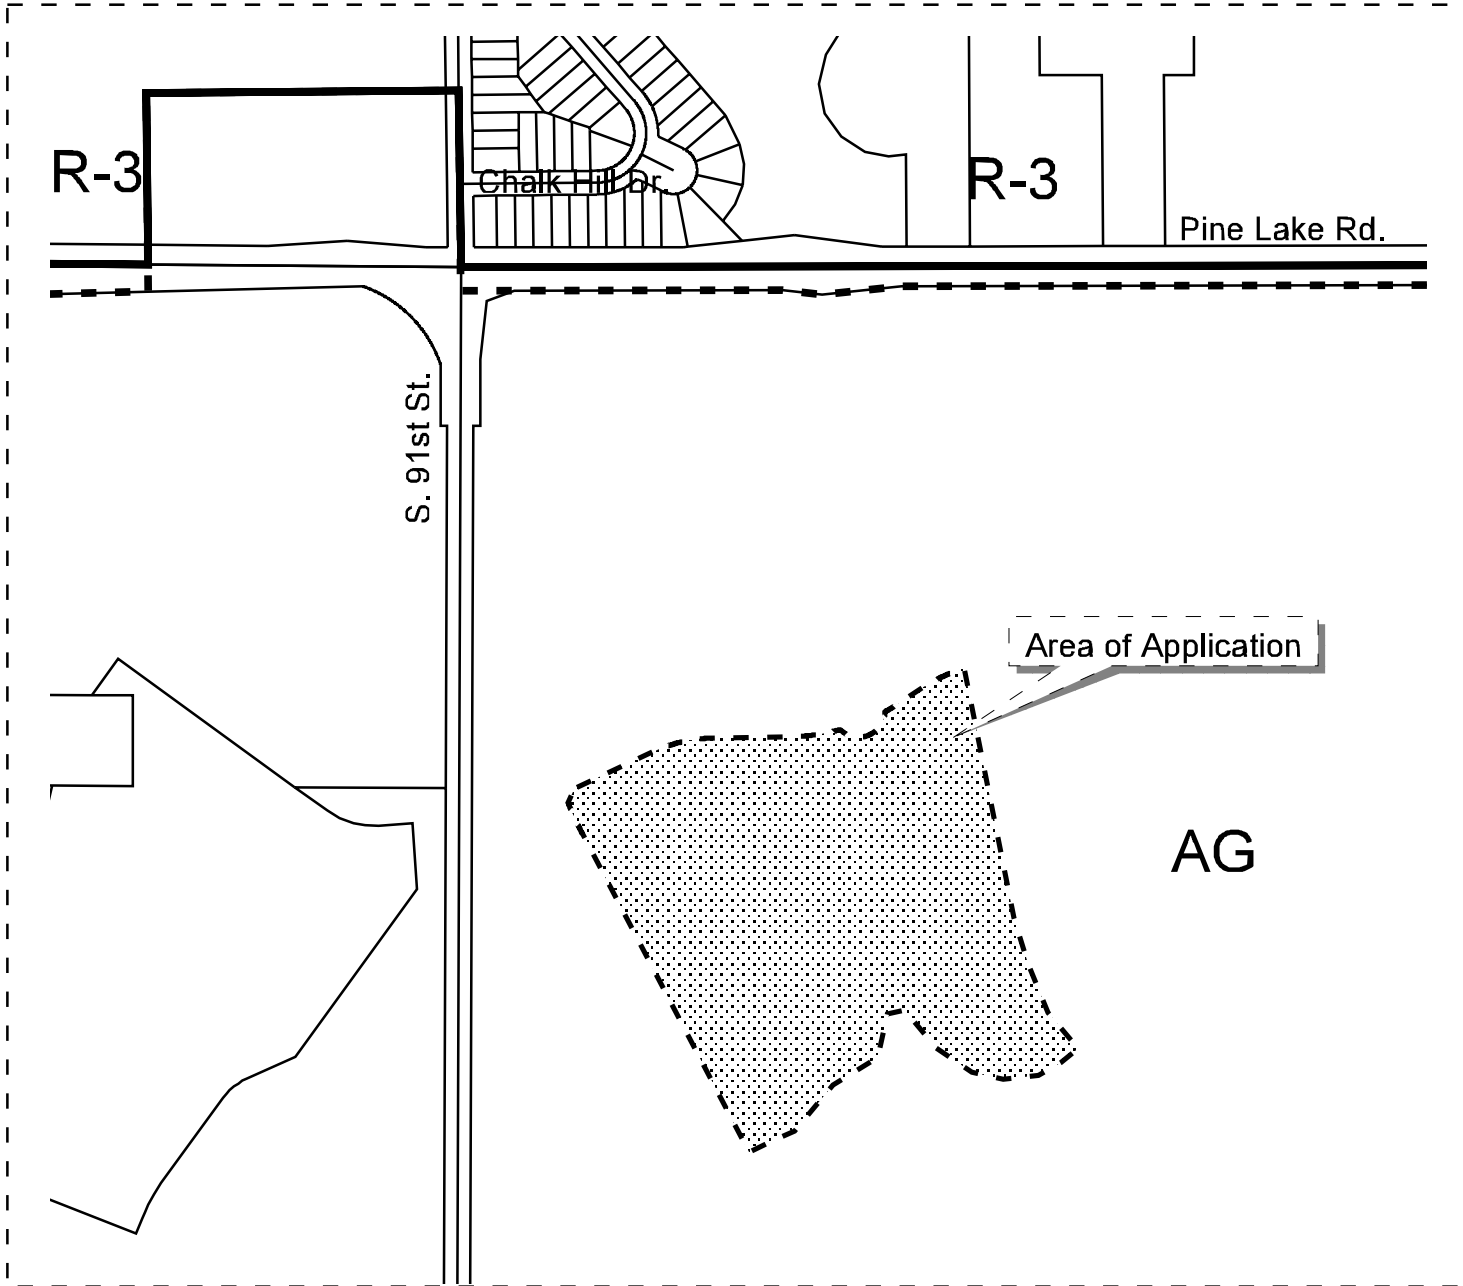 R-3
Chalk Hill Dr.
R-3
Pine Lake Rd.
S. 91st St.
Area of Application
AG